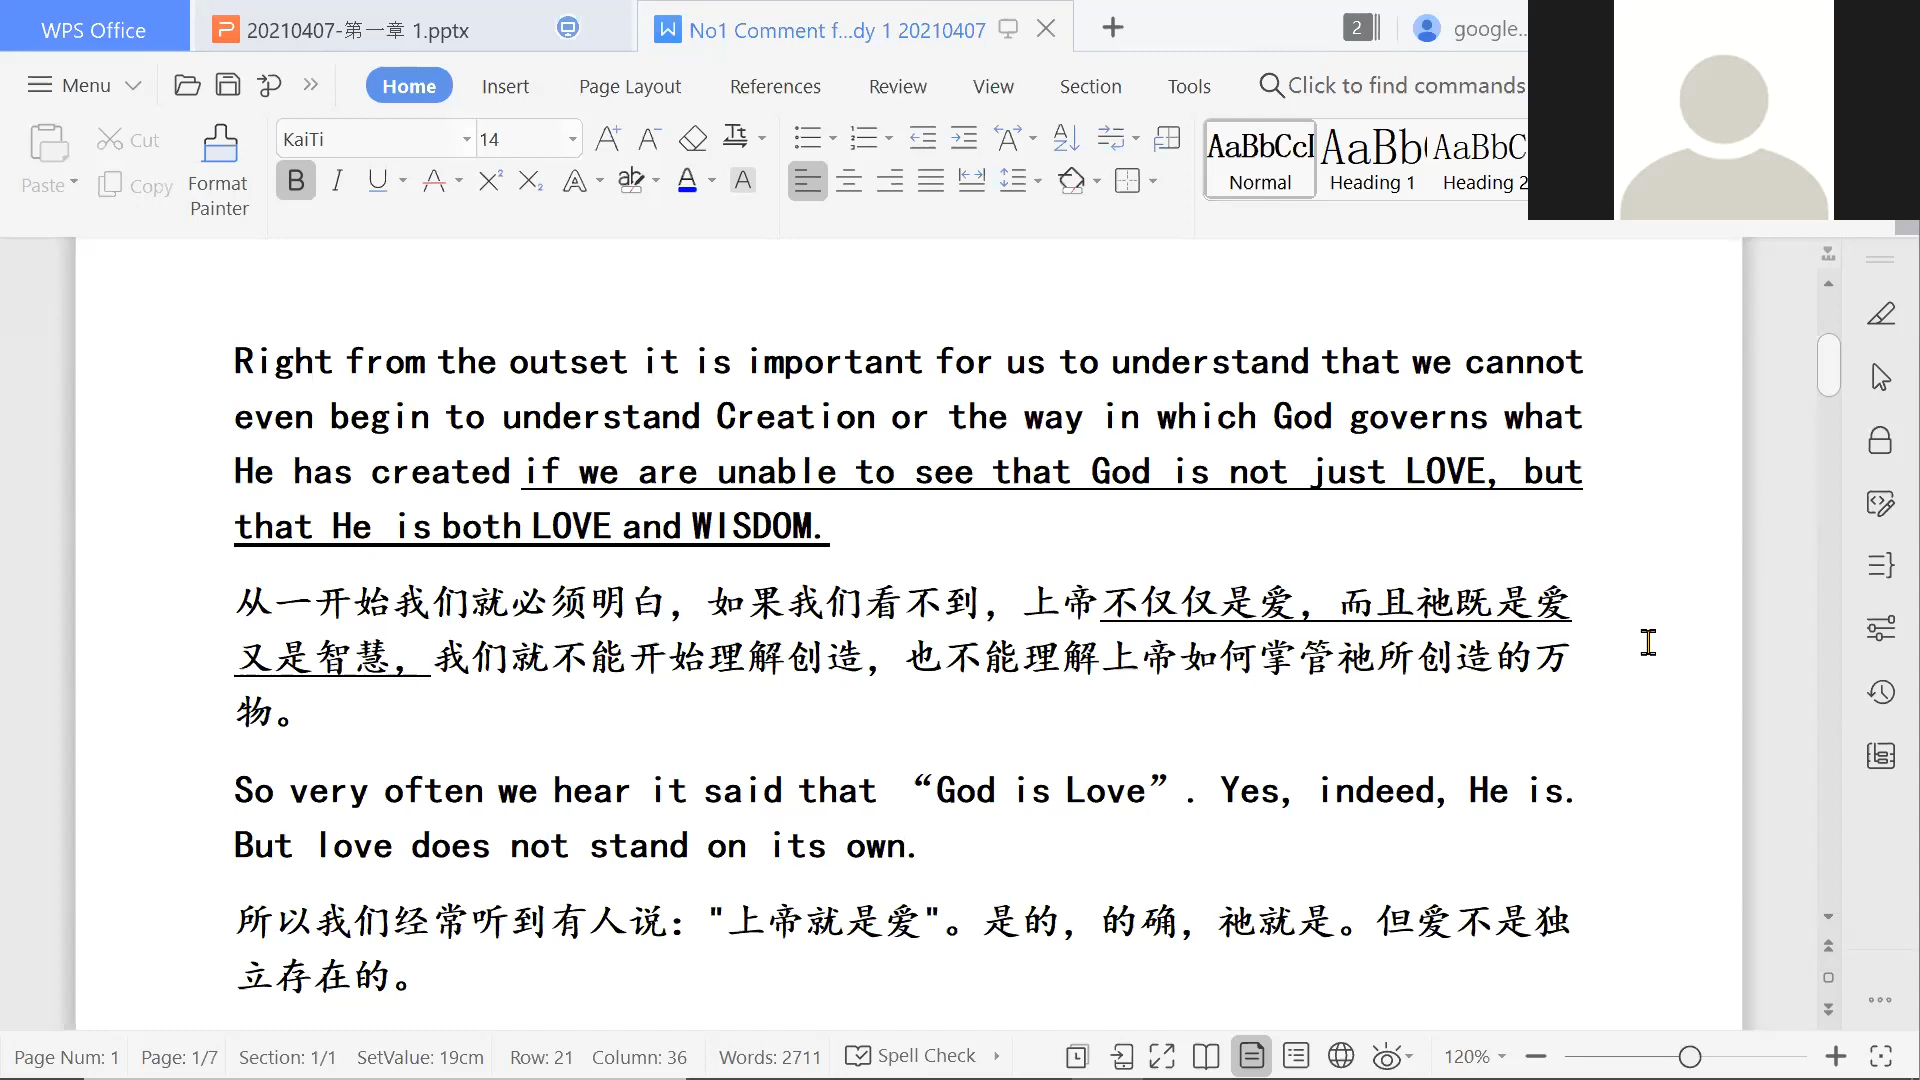 WPS Office
20210407-第一章 1.pptx
No1 Comment f...dy 1 20210407
2
google...
Menu
Home
Insert
Page Layout
References
Review
View
Section
Tools
Click to find commands
Paste
Cut
Copy
Format
Painter
KaiTi
14
AaBbCcI
Normal
AaBb(
Heading 1
AaBbC
Heading 2
Right from the outset it is important for us to understand that we cannot
even begin to understand Creation or the way in which God governs what
He has created if we are unable to see that God is not just LOVE, but
that He is both LOVE and WISDOM.
从一开始我们就必须明白，如果我们看不到，上帝不仅仅是爱，而且祂既是爱
又是智慧，我们就不能开始理解创造，也不能理解上帝如何掌管祂所创造的万
物。
So very often we hear it said that “God is Love”. Yes, indeed, He is.
But love does not stand on its own.
所以我们经常听到有人说："上帝就是爱"。是的，的确，祂就是。但爱不是独
立存在的。
Page Num: 1
Page: 1/7
Section: 1/1
SetValue: 19cm
Row: 21
Column: 36
Words: 2711
Spell Check
120%